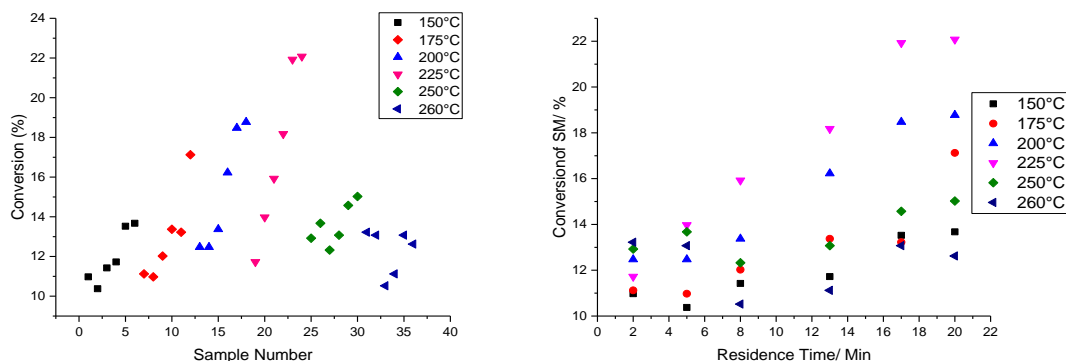 24
22
20
18
16
14
12
10
Conversion (%)
0 5 10 15 20 25 30 35 40
Sample Number
150°C
175°C
200°C
225°C
250°C
260°C
22
20
18
16
14
12
10
Conversionof SM/ %
0 2 4 6 8 10 12 14 16 18 20 22
Residence Time/ Min
150°C
175°C
200°C
225°C
250°C
260°C